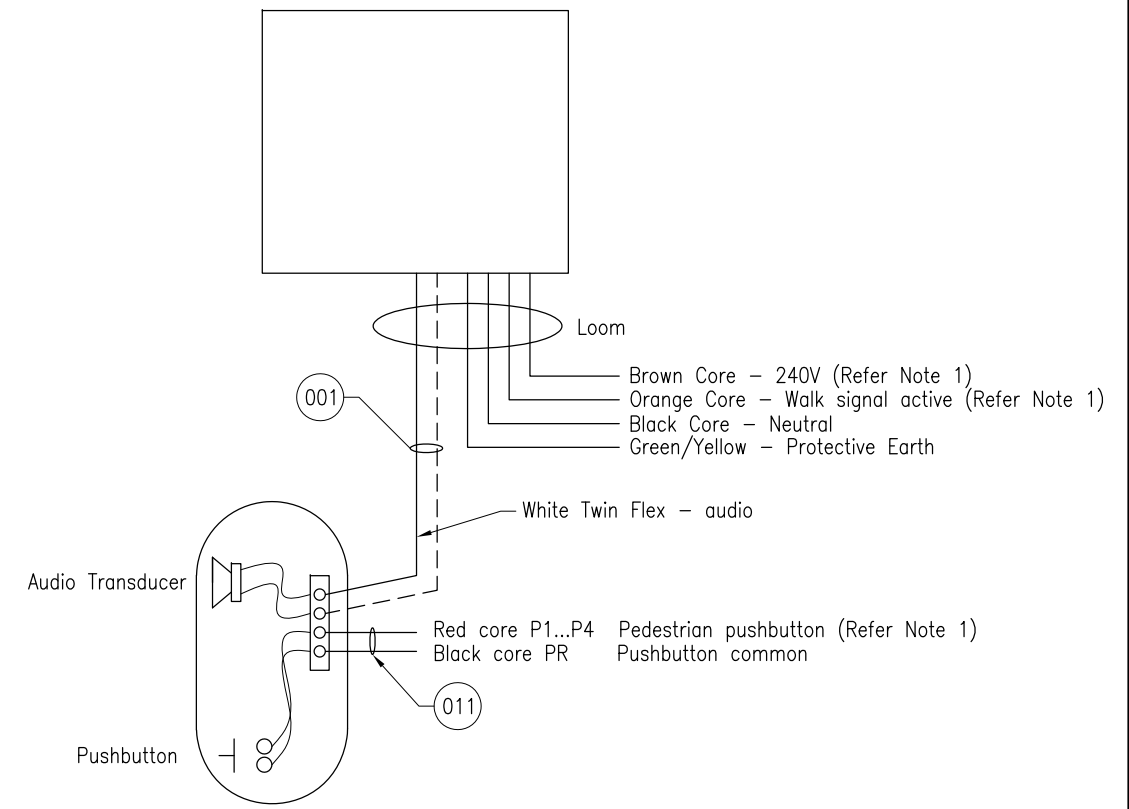 Loom
Brown Core – 240V (Refer Note 1)
Orange Core – Walk signal active (Refer Note 1)
Black Core – Neutral
Green/Yellow – Protective Earth
001
White Twin Flex – audio
Audio Transducer
Red core P1...P4 Pedestrian pushbutton (Refer Note 1)
Black core PR Pushbutton common
011
Pushbutton